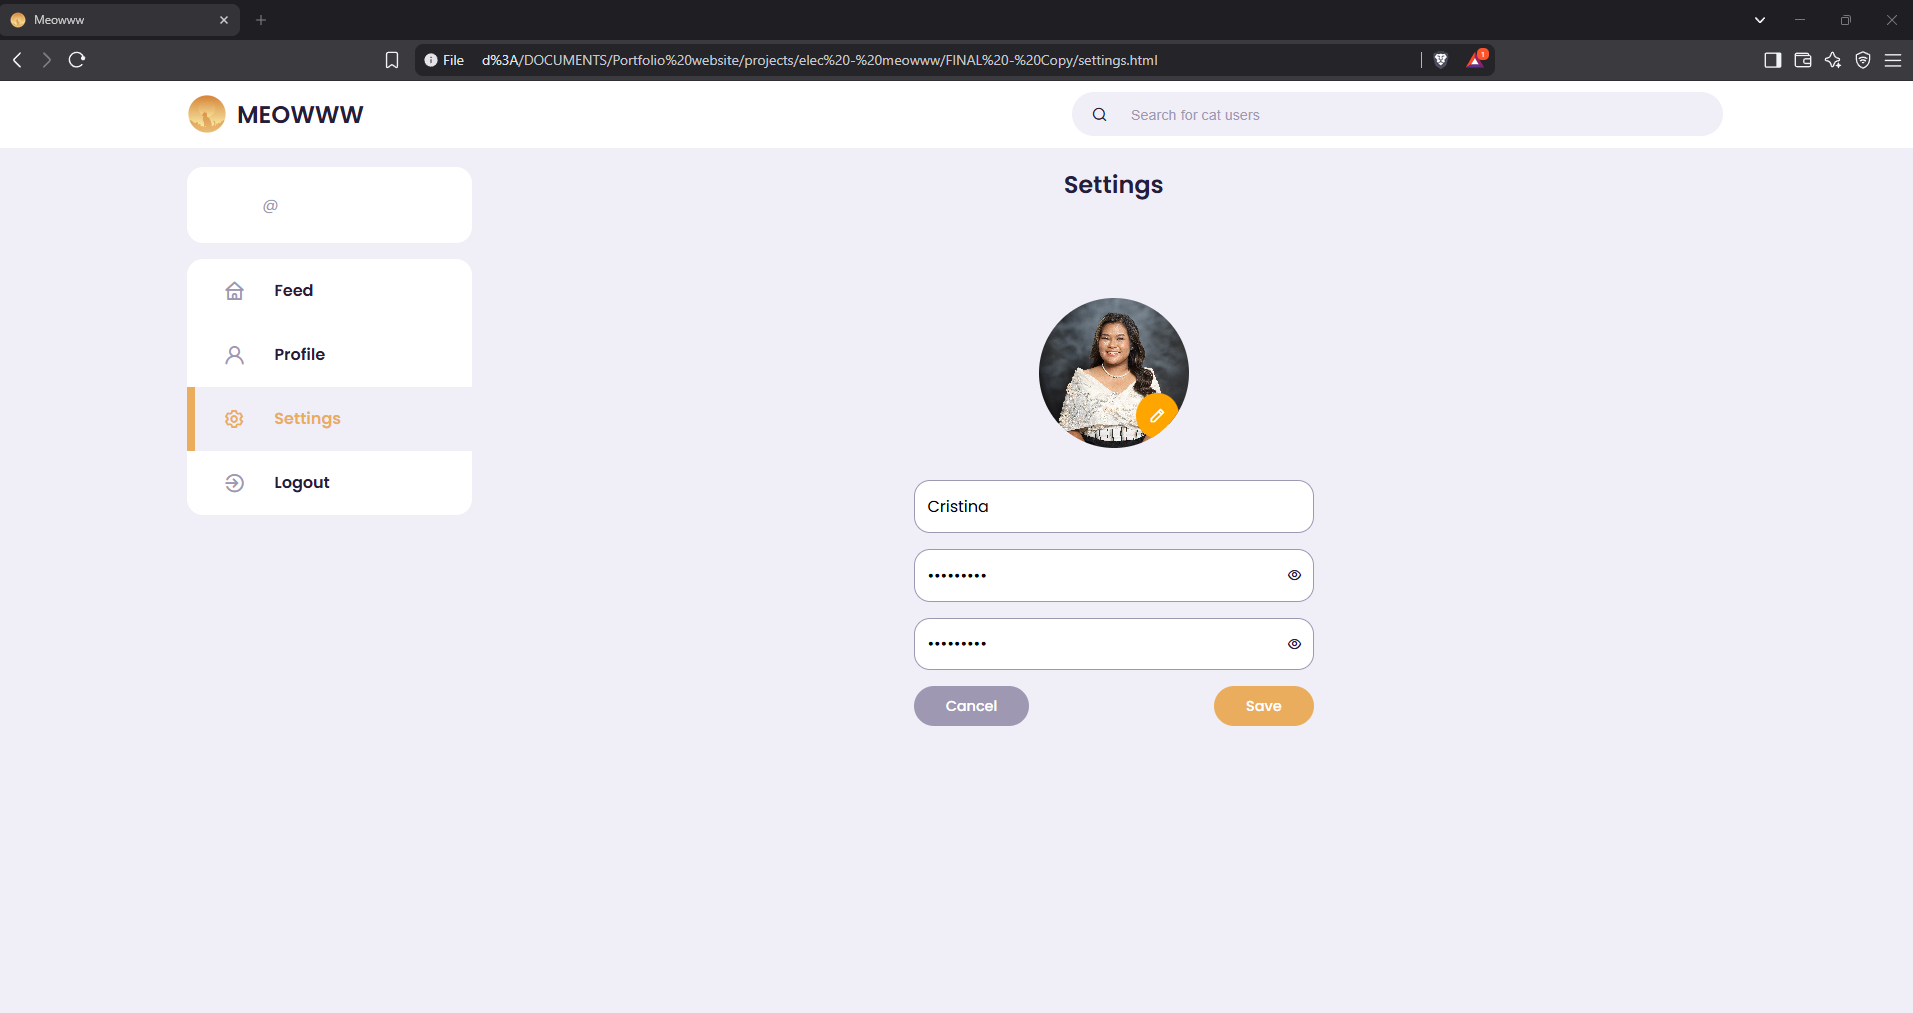 Meowww
File d%3A/DOCUMENTS/Portfolio%20website/projects/elec%20-%20meowww/FINAL%20-%20Copy/settings.html
1
MEOWWW
Search for cat users
@
Settings
Feed
Profile
Settings
Logout
Cristina
•••••••••
•••••••••
Cancel
Save